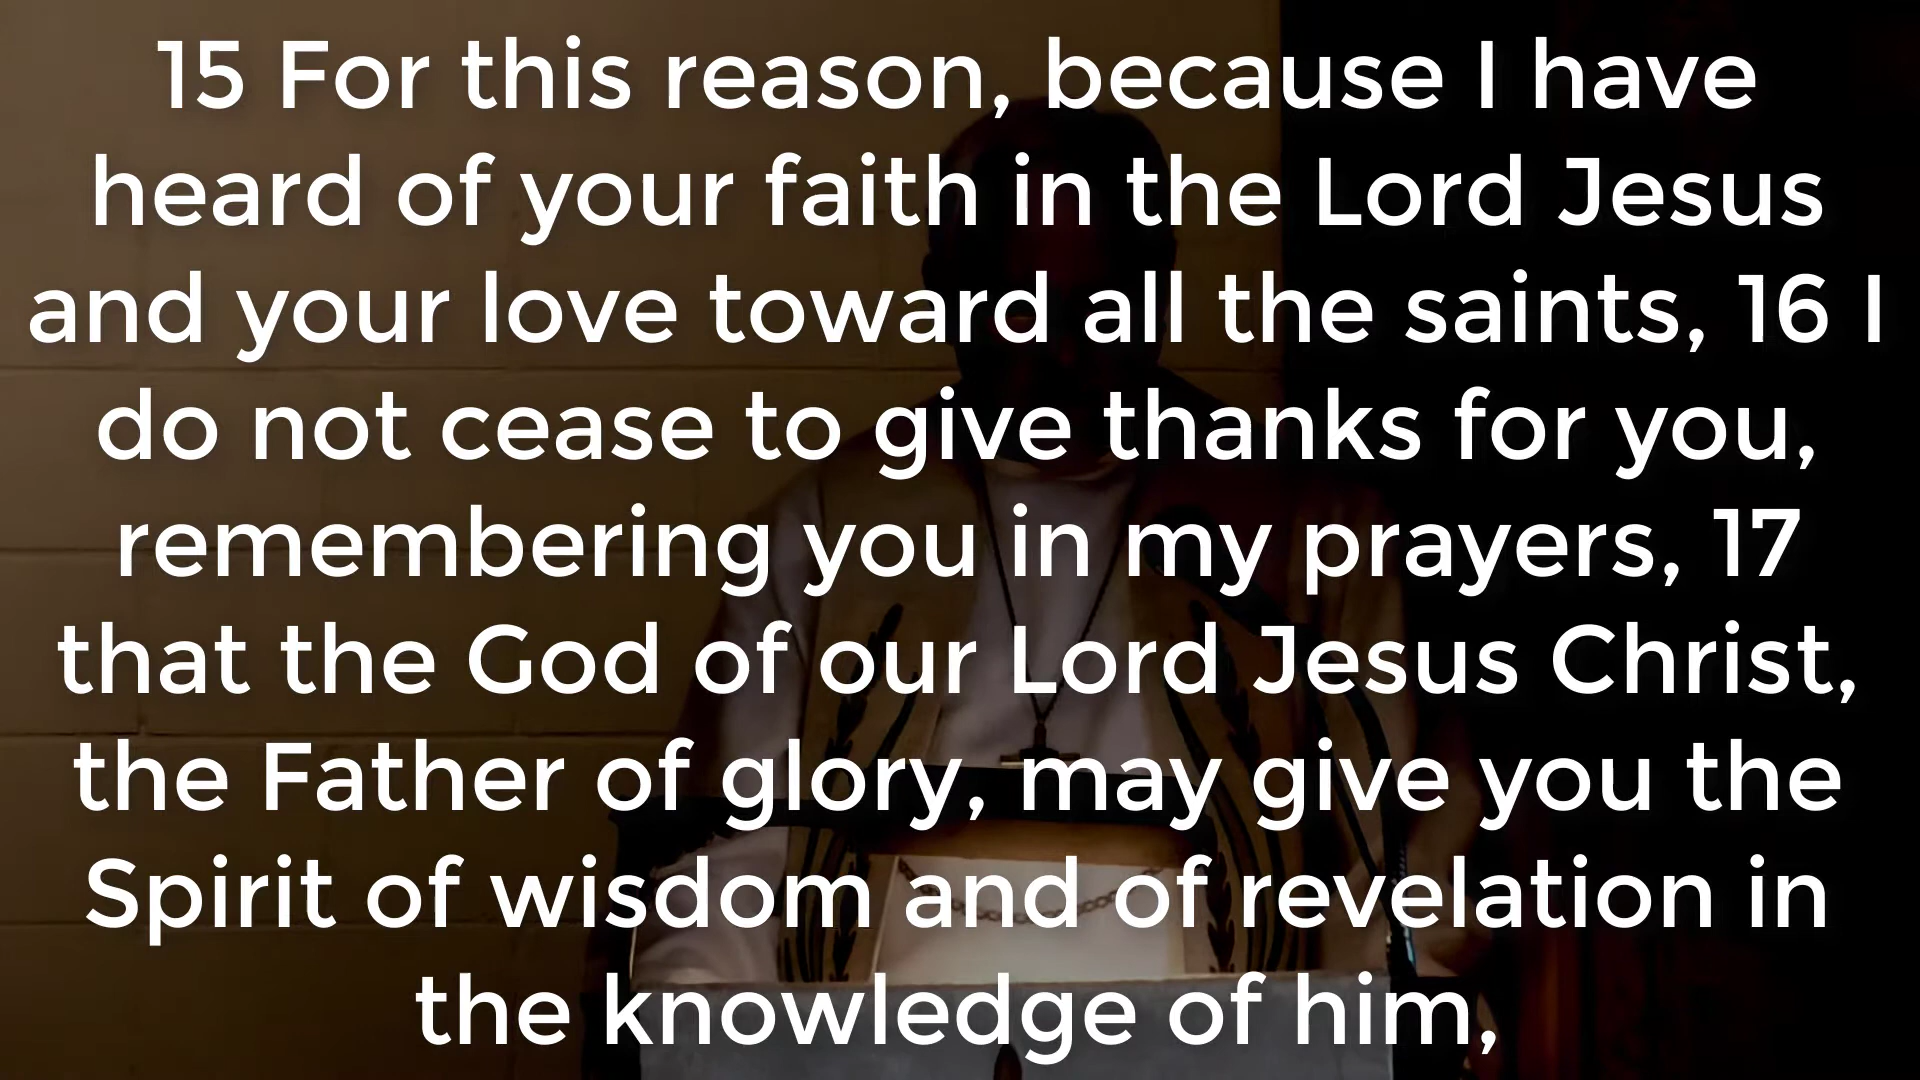 15 For this reason, because I have
heard of your faith in the Lord Jesus
and your love toward all the saints, 16 I
do not cease to give thanks for you,
remembering you in my prayers, 17
that the God of our Lord Jesus Christ,
the Father of glory, may give you the
Spirit of wisdom and of revelation in
the knowledge of him,